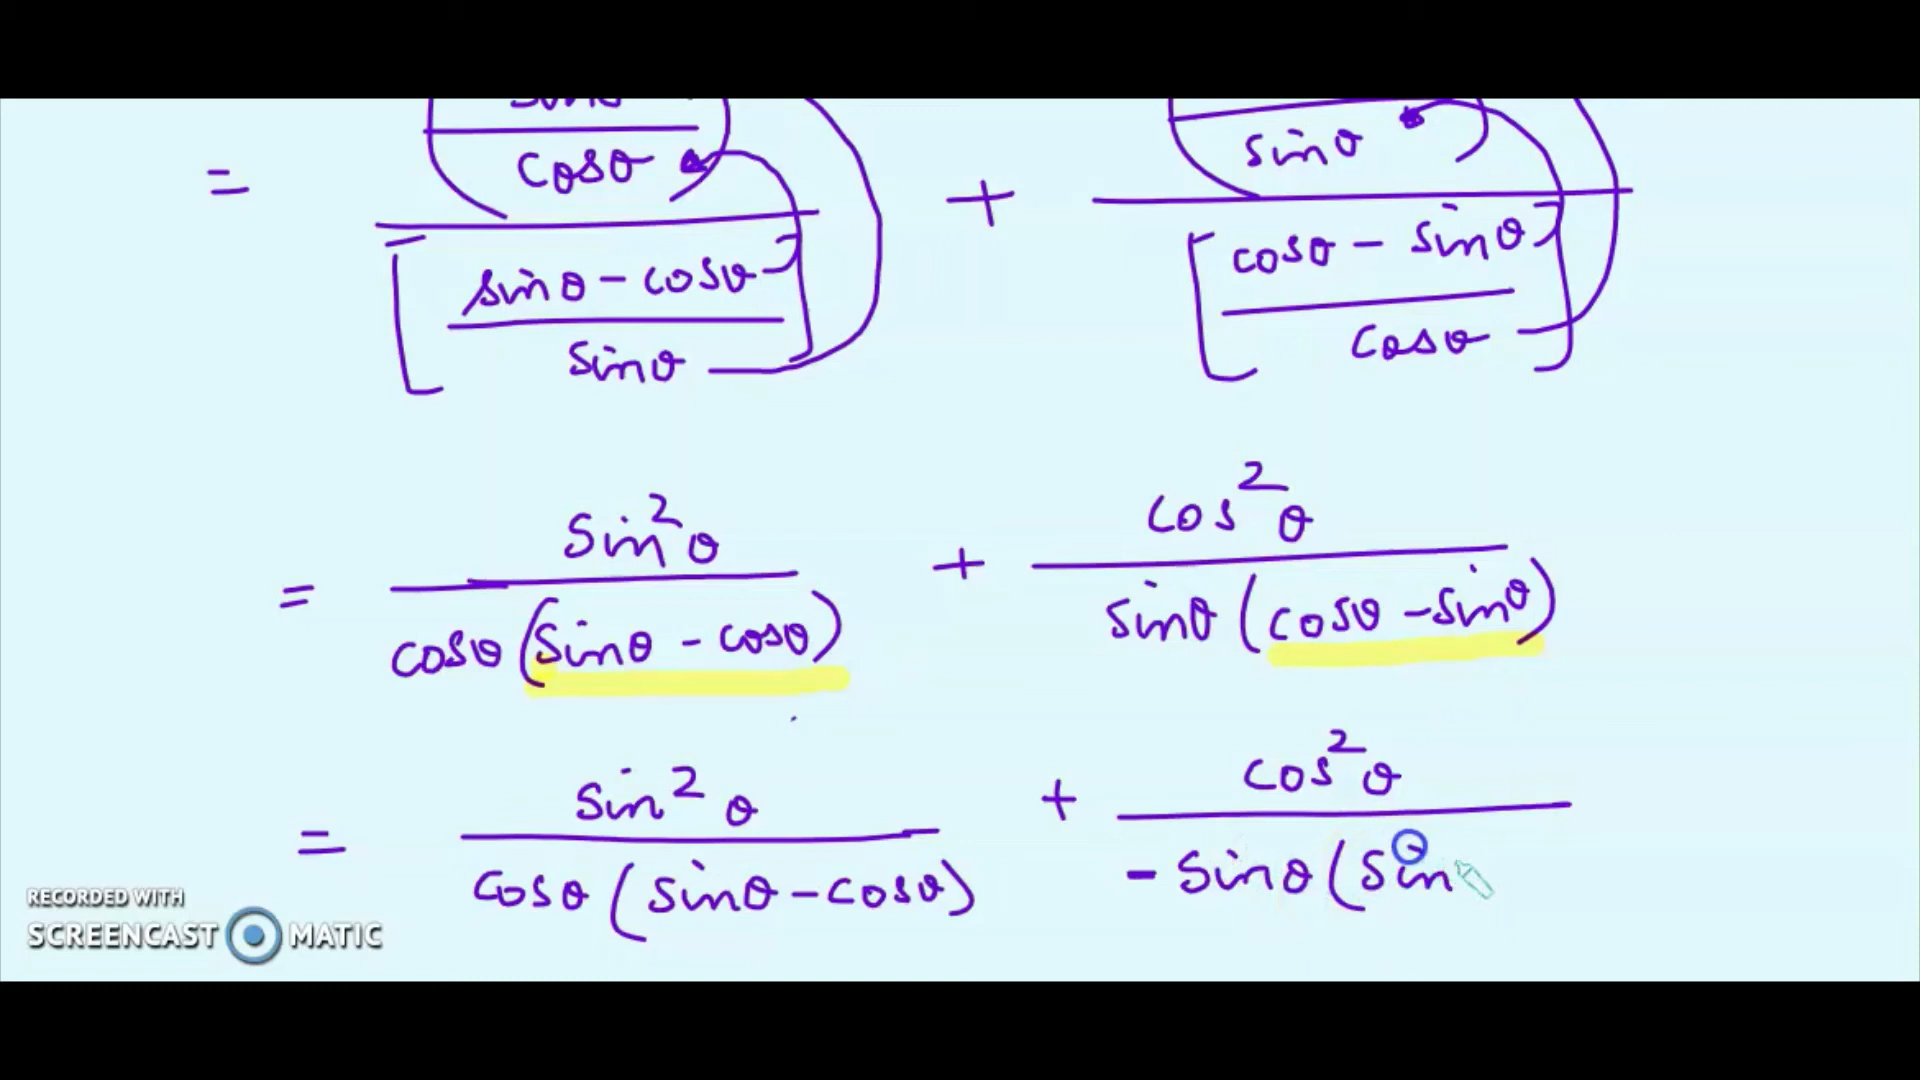 sinθ
= cosθ + sinθ
[sinθ - cosθ] [cosθ - sinθ]
sinθ cosθ
= sin²θ + cos²θ
cosθ (sinθ - cosθ) sinθ (cosθ - sinθ)
= sin²θ + cos²θ
cosθ (sinθ - cosθ) - sinθ (sin
RECORDED WITH
SCREENCAST MATIC